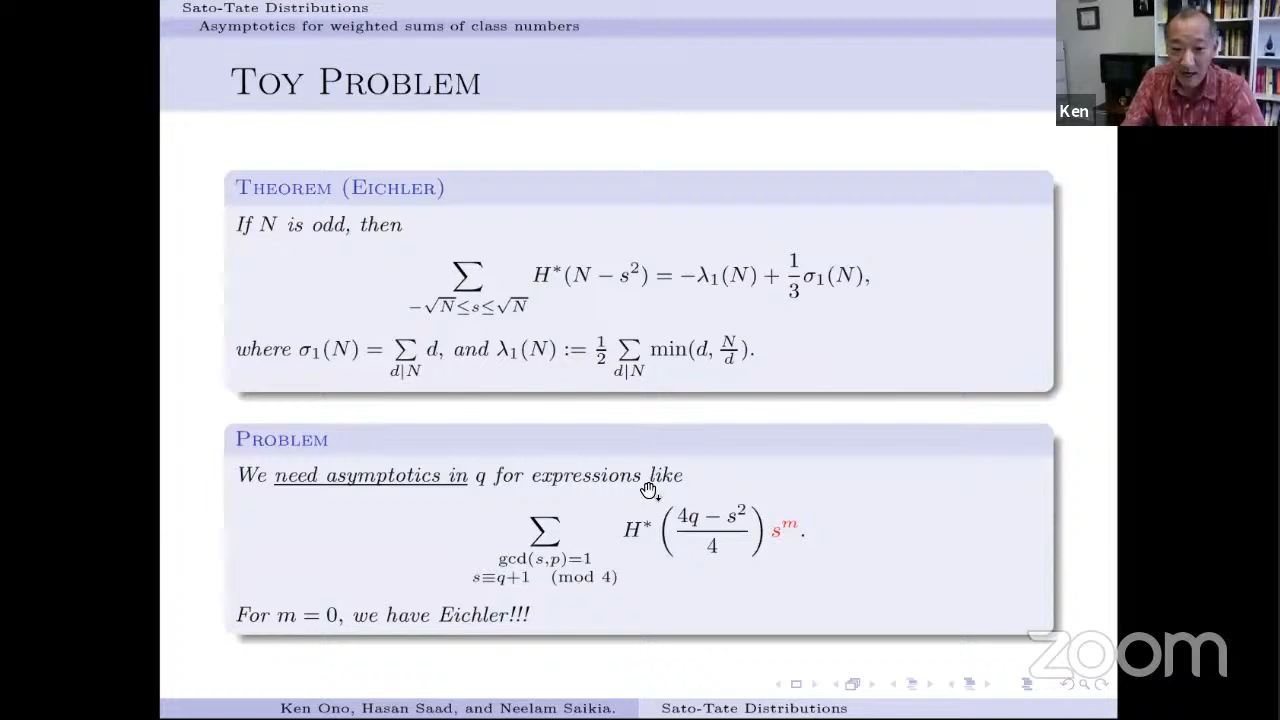 Sato-Tate Distributions
Asymptotics for weighted sums of class numbers
Toy Problem
Ken
Theorem (Eichler)
If N is odd, then
∑_{−√N≤s≤√N} H*(N − s²) = −λ₁(N) + 1/3 σ₁(N),
where σ₁(N) = ∑_{d|N} d, and λ₁(N) := 1/2 ∑_{d|N} min(d, N/d).
Problem
We need asymptotics in q for expressions like
∑_{gcd(s,p)=1, s≡q+1 (mod 4)} H* ((4q − s²)/4) s^m.
For m = 0, we have Eichler!!!
zoom
Ken Ono, Hasan Saad, and Neelam Saikia. Sato-Tate Distributions